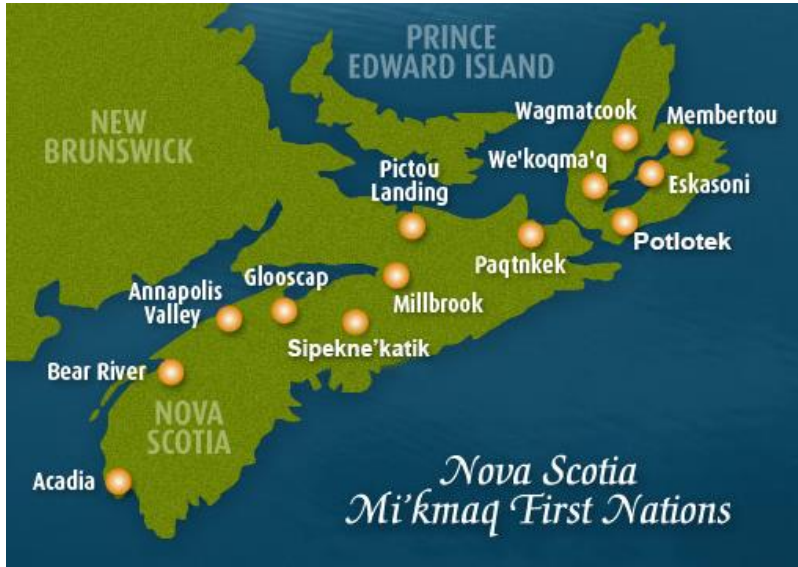 PRINCE
EDWARD ISLAND
NEW
BRUNSWICK
Wagmatcook
Membertou
We'koqma'q
Eskasoni
Pictou
Landing
Potlotek
Paqtnkek
Glooscap
Millbrook
Annapolis
Valley
Sipekne’katik
Bear River
NOVA
SCOTIA
Acadia
Nova Scotia
Mi’kmaq First Nations